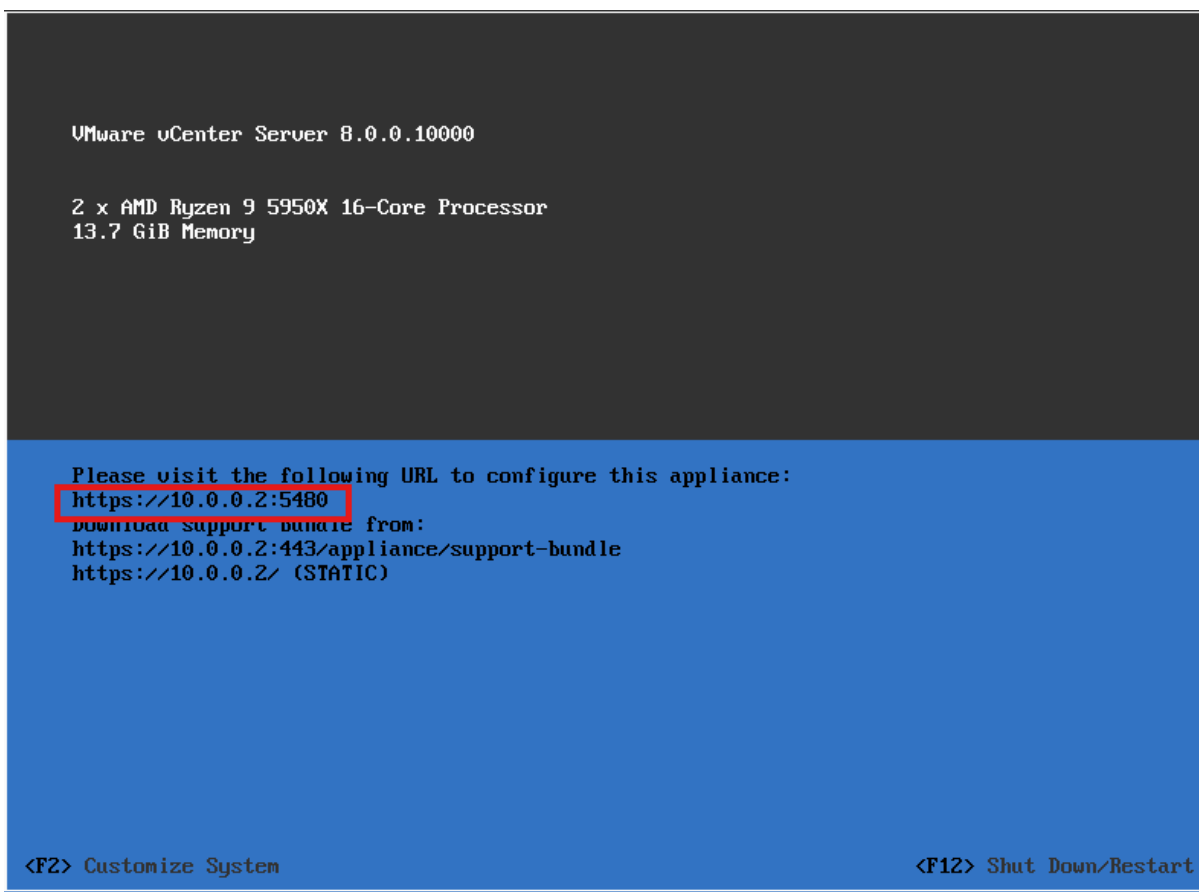 VMware vCenter Server 8.0.0.10000
2 x AMD Ryzen 9 5950X 16-Core Processor
13.7 GiB Memory
Please visit the following URL to configure this appliance:
https://10.0.0.2:5480
Download support bundle from:
https://10.0.0.2:443/appliance/support-bundle
https://10.0.0.2/ (STATIC)
<F2> Customize System
<F12> Shut Down/Restart